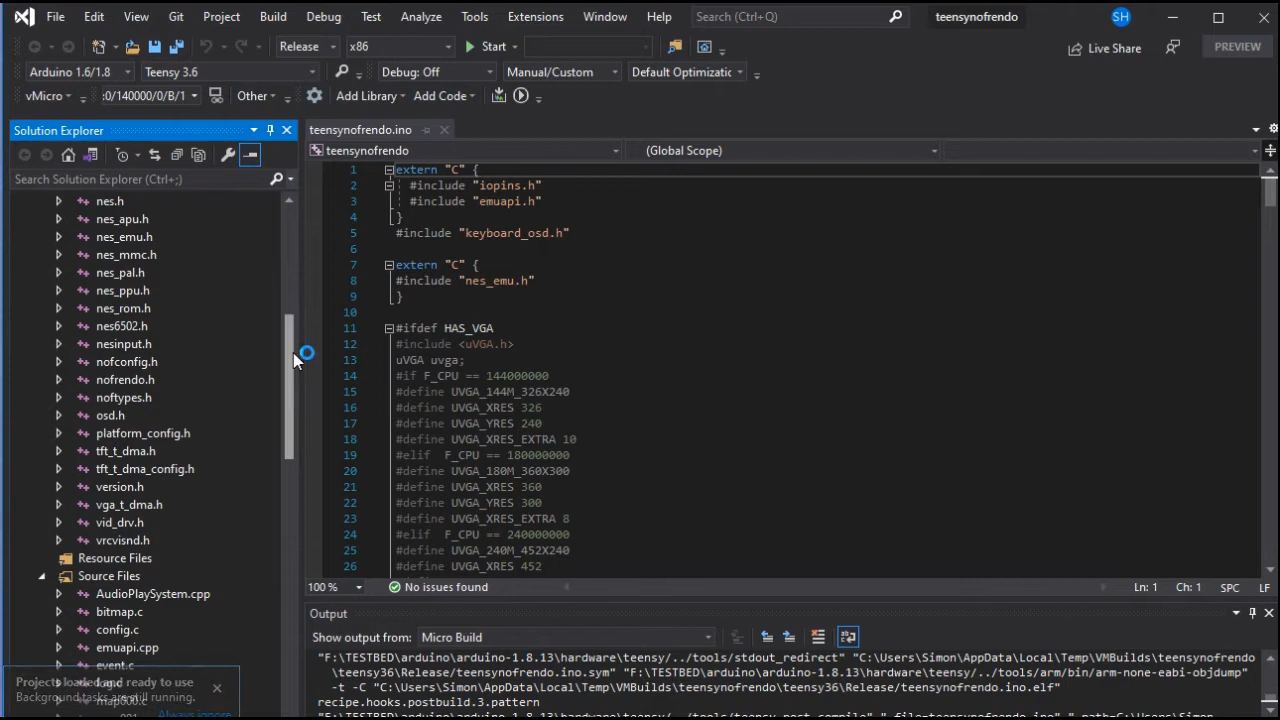 File Edit View Git Project Build Debug Test Analyze Tools Extensions Window Help Search (Ctrl+Q) teensynofrendo SH
Release x86 Start Live Share PREVIEW
Arduino 1.6/1.8 Teensy 3.6 Debug: Off Manual/Custom Default Optimizatic
vMicro :0/140000/0/B/1 Other Add Library Add Code
Solution Explorer
Search Solution Explorer (Ctrl+;)
nes.h
nes_apu.h
nes_emu.h
nes_mmc.h
nes_pal.h
nes_ppu.h
nes_rom.h
nes6502.h
nesinput.h
nofconfig.h
nofrendo.h
noftypes.h
osd.h
platform_config.h
tft_t_dma.h
tft_t_dma_config.h
version.h
vga_t_dma.h
vid_drv.h
vrcvisnd.h
Resource Files
Source Files
AudioPlaySystem.cpp
bitmap.c
config.c
emuapi.cpp
event.c
Projects loaded and ready to use
Background tasks are still running.
Always ignore
teensynofrendo.ino
teensynofrendo (Global Scope)
1 extern "C" {
2 #include "iopins.h"
3 #include "emuapi.h"
4 }
5 #include "keyboard_osd.h"
6
7 extern "C" {
8 #include "nes_emu.h"
9 }
10
11 #ifdef HAS_VGA
12 #include <uVGA.h>
13 uVGA uvga;
14 #if F_CPU == 144000000
15 #define UVGA_144M_326X240
16 #define UVGA_XRES 326
17 #define UVGA_YRES 240
18 #define UVGA_XRES_EXTRA 10
19 #elif F_CPU == 180000000
20 #define UVGA_180M_360X300
21 #define UVGA_XRES 360
22 #define UVGA_YRES 300
23 #define UVGA_XRES_EXTRA 8
24 #elif F_CPU == 240000000
25 #define UVGA_240M_452X240
26 #define UVGA_XRES 452
100 % No issues found Ln: 1 Ch: 1 SPC LF
Output
Show output from: Micro Build
"F:\TESTBED\arduino\arduino-1.8.13\hardware\teensy/../tools/stdout_redirect" "C:\Users\Simon\AppData\Local\Temp\VMBuilds\teensynofrendo
\teensy36\Release/teensynofrendo.ino.sym" "F:\TESTBED\arduino\arduino-1.8.13\hardware\teensy/../tools/arm/bin/arm-none-eabi-objdump"
-t -C "C:\Users\Simon\AppData\Local\Temp\VMBuilds\teensynofrendo\teensy36\Release/teensynofrendo.ino.elf"
recipe.hooks.postbuild.3.pattern